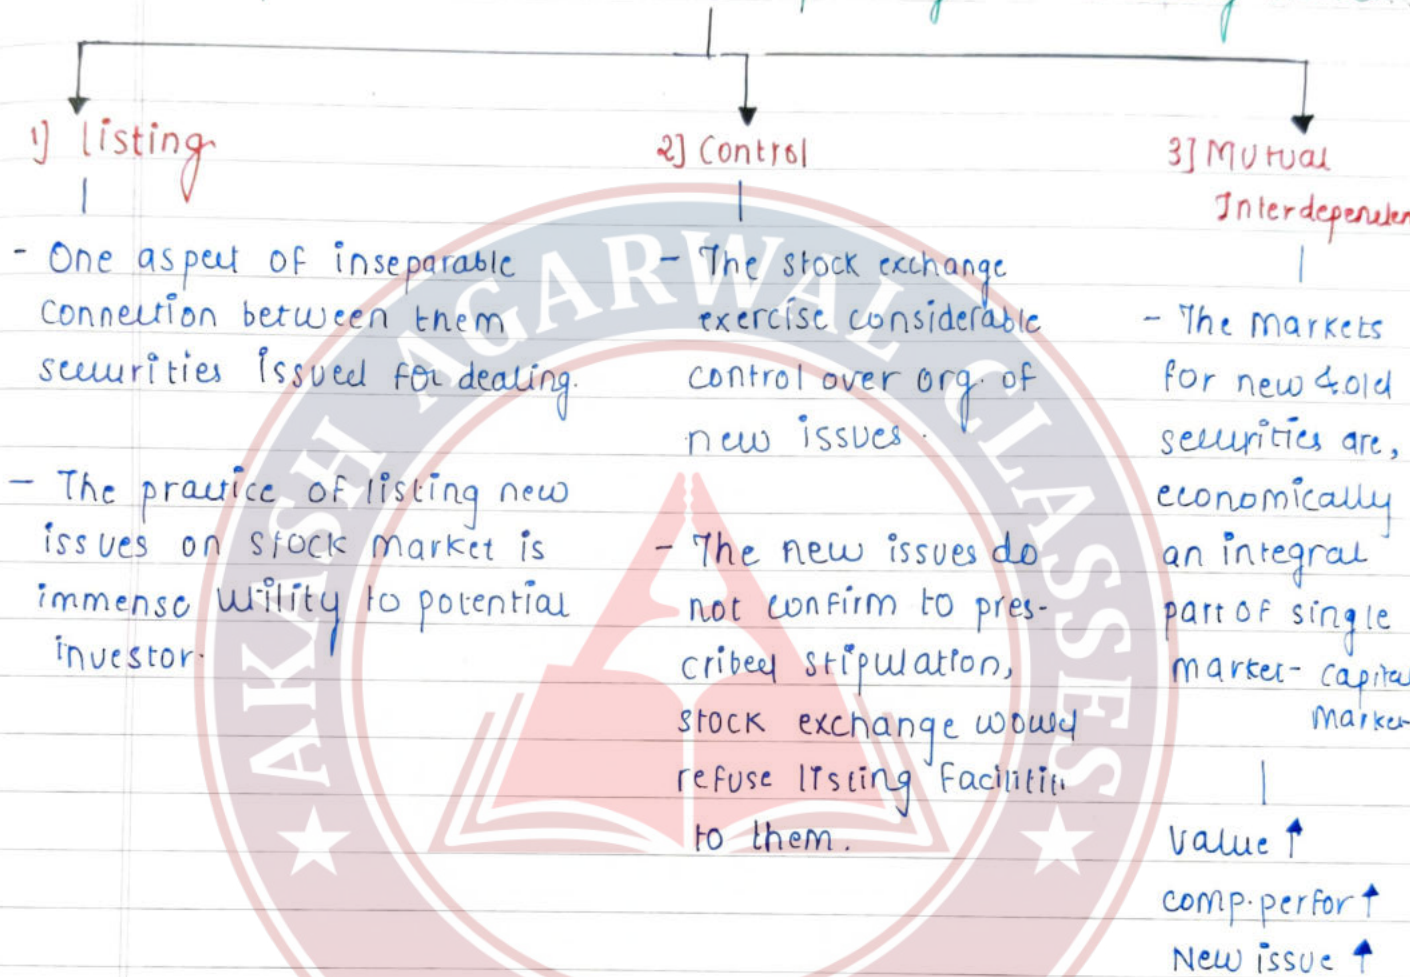 1] listing
- One aspect of inseparable
connection between them
securities issued for dealing.
- The practice of listing new
issues on stock market is
immense utility to potential
investor.
2] Control
- The stock exchange
exercise considerable
control over org. of
new issues.
- The new issues do
not confirm to pres-
cribed stipulation,
stock exchange would
refuse listing
to them.
3] Mutual
- The markets
for new & old
securities are,
economically
an integral
part of single
market-
value ↑
comp. perfor ↑
New issue ↑
AKASH AGARWAL CLASSES